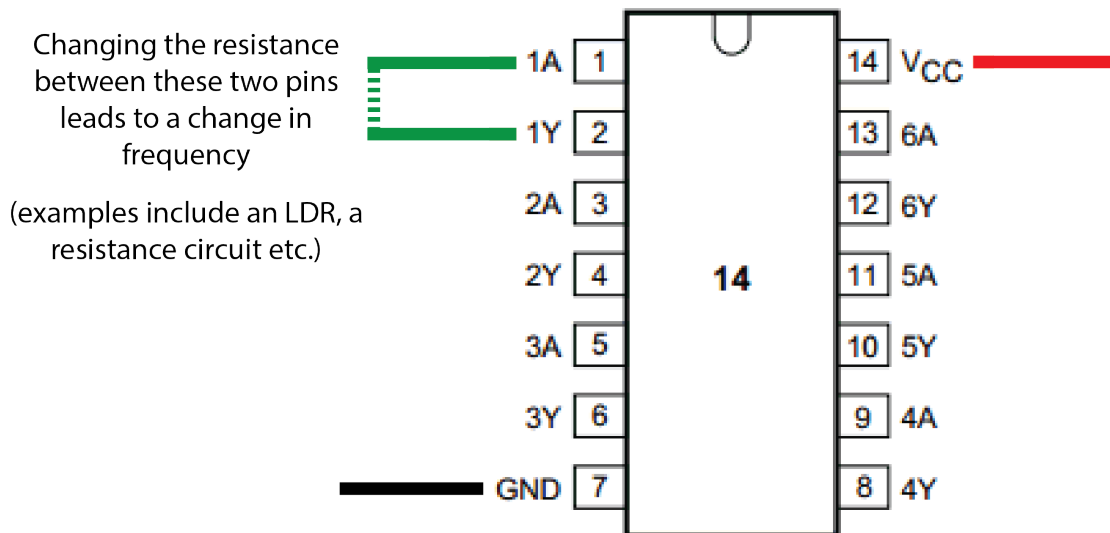 Changing the resistance
between these two pins
leads to a change in
frequency
(examples include an LDR, a
resistance circuit etc.)
1A 1
1Y 2
2A 3
2Y 4
3A 5
3Y 6
GND 7
14
14 VCC
13 6A
12 6Y
11 5A
10 5Y
9 4A
8 4Y